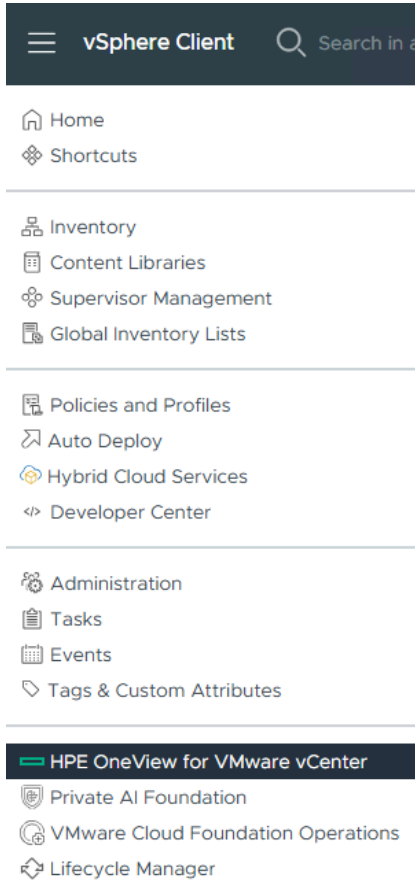 vSphere Client Search in a
Home
Shortcuts
Inventory
Content Libraries
Supervisor Management
Global Inventory Lists
Policies and Profiles
Auto Deploy
Hybrid Cloud Services
Developer Center
Administration
Tasks
Events
Tags & Custom Attributes
HPE OneView for VMware vCenter
Private AI Foundation
VMware Cloud Foundation Operations
Lifecycle Manager